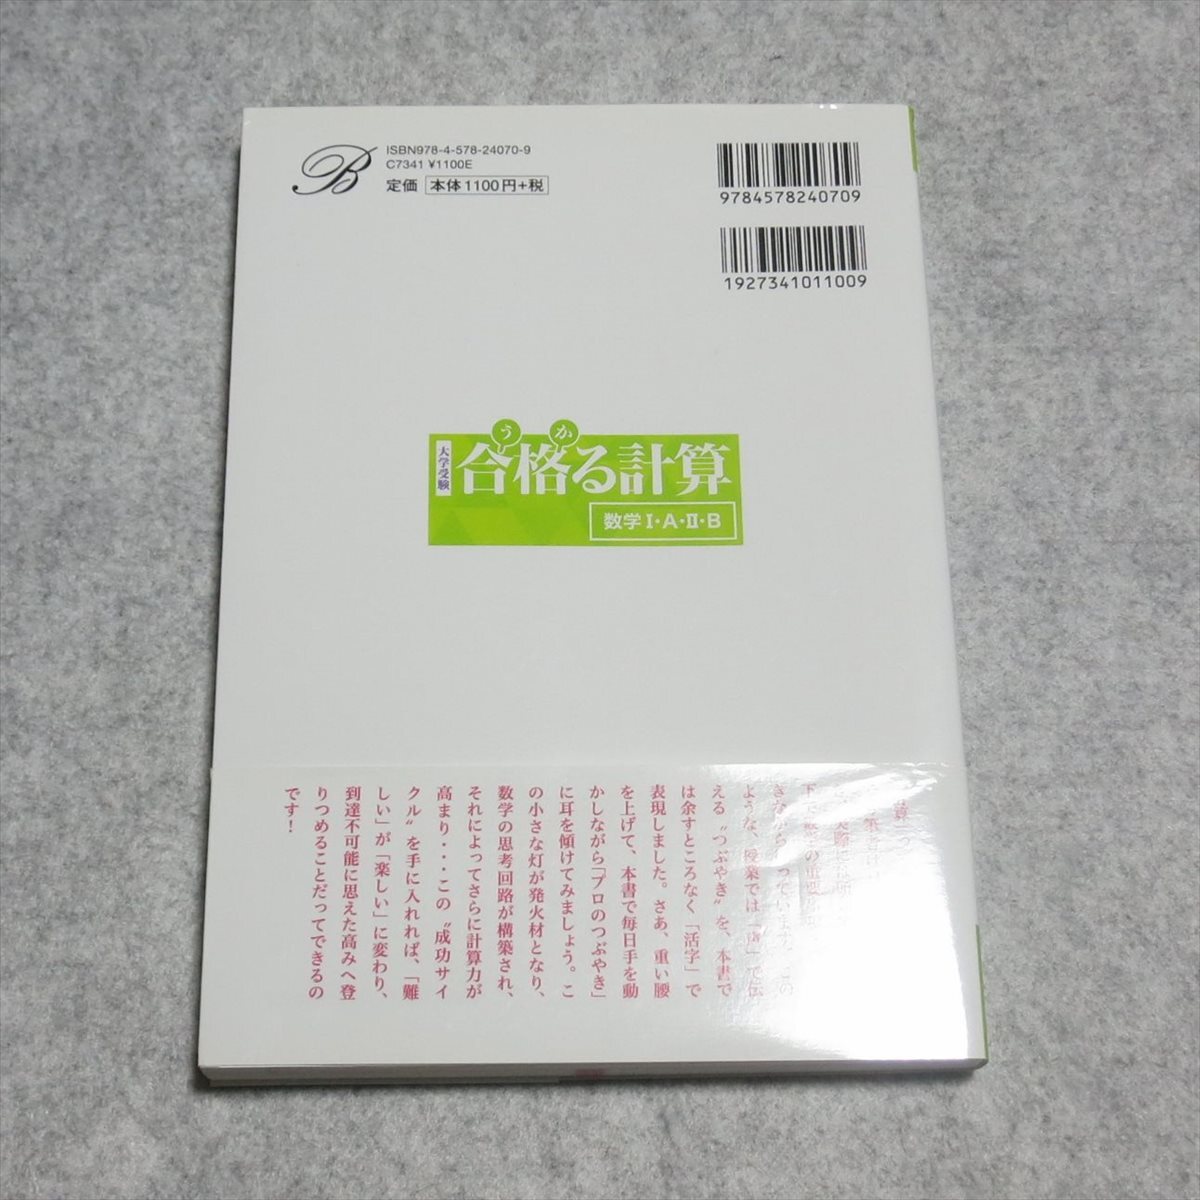 B
ISBN978-4-578-24070-9
C7341 ¥1100E
定価 本体1100円+税
9784578240709
1927341011009
うか
大学受験
合格る計算
数学I・A・II・B
える〝つぶやき〟を、本書で
は余すところなく「活字」で
表現しました。さあ、重い腰
を上げて、本書で毎日手を動
かしながら「プロのつぶやき」
に耳を傾けてみましょう。こ
の小さな灯が発火材となり、
数学の思考回路が構築され、
それによってさらに計算力が
高まり・・・この〝成功サイ
クル〟を手に入れれば、「難
しい」が「楽しい」に変わり、
到達不可能に思えた高みへ登
りつめることだってできるの
です！